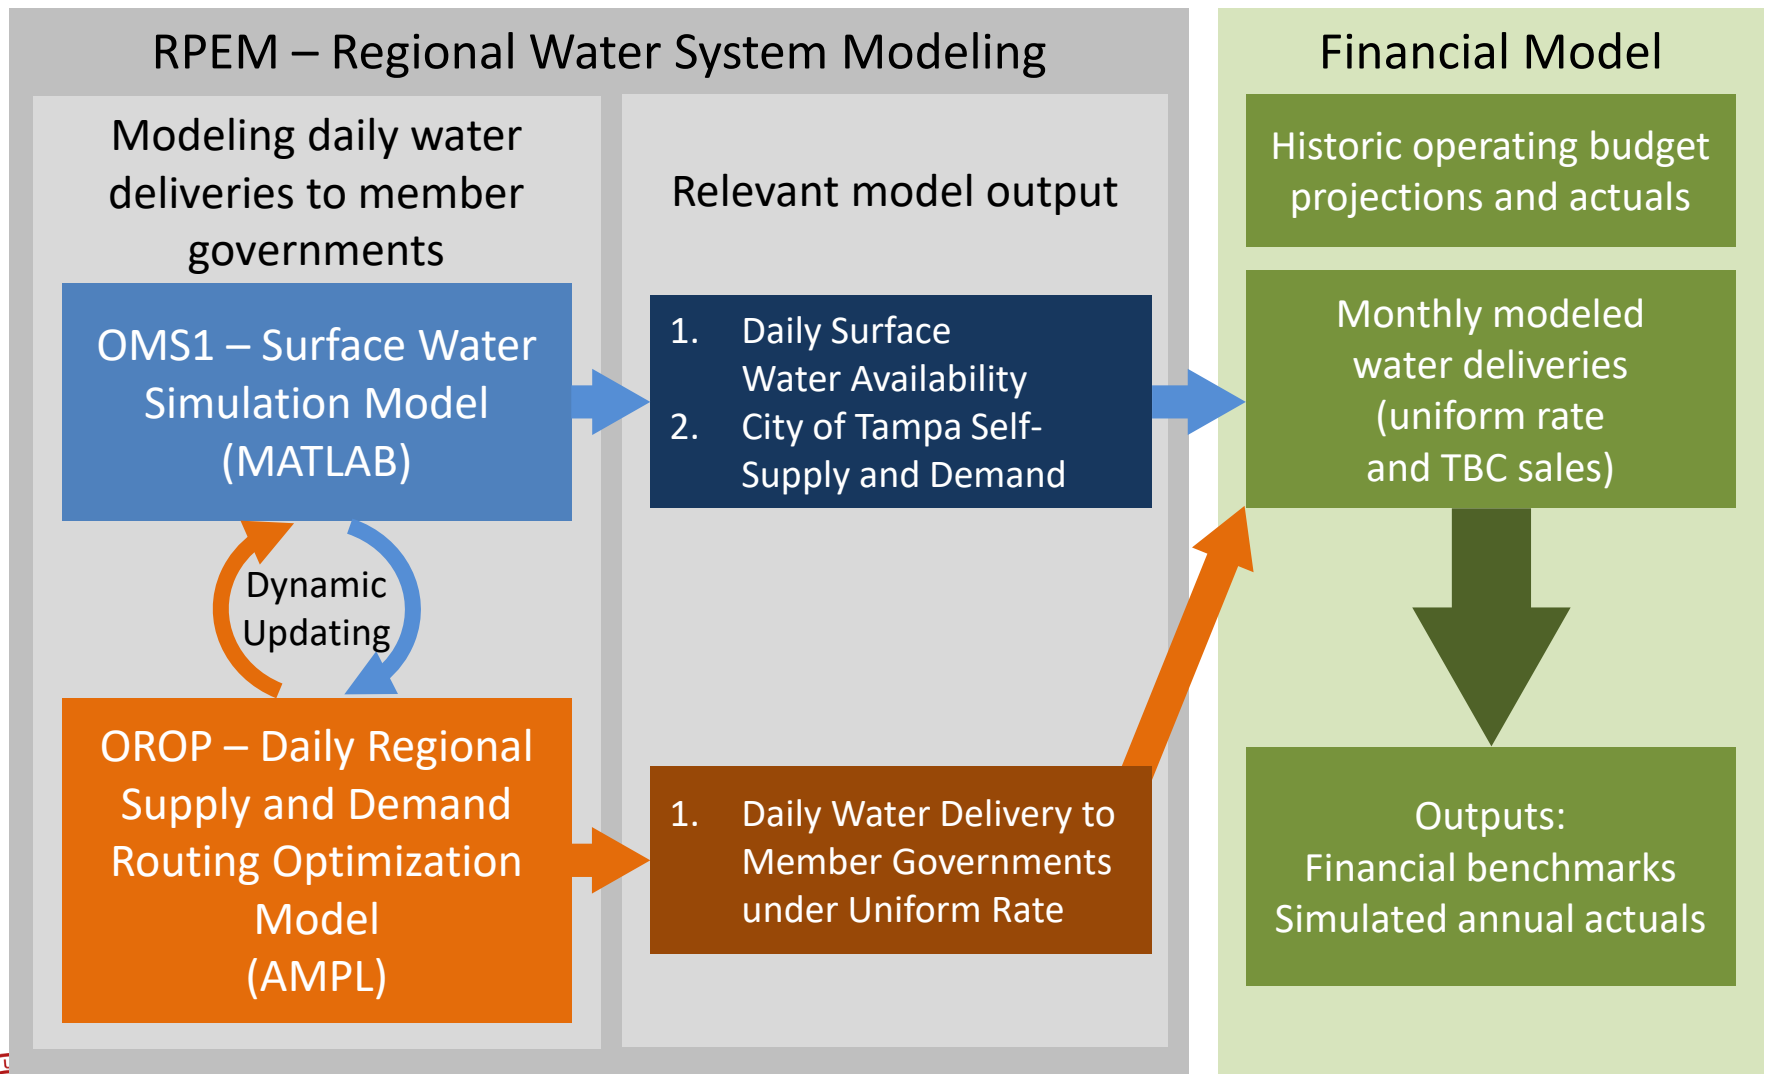 RPEM – Regional Water System Modeling
Modeling daily water
deliveries to member
governments
OMS1 – Surface Water
Simulation Model
(MATLAB)
Dynamic
Updating
OROP – Daily Regional
Supply and Demand
Routing Optimization
Model
(AMPL)
Relevant model output
1. Daily Surface
Water Availability
2. City of Tampa Self-
Supply and Demand
1. Daily Water Delivery to
Member Governments
under Uniform Rate
Financial Model
Historic operating budget
projections and actuals
Monthly modeled
water deliveries
(uniform rate
and TBC sales)
Outputs:
Financial benchmarks
Simulated annual actuals